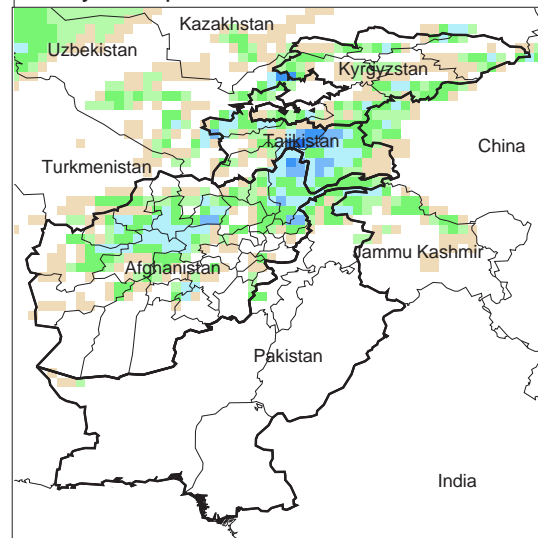 Kazakhstan
Uzbekistan
Kyrgyzstan
Tajikistan
China
Turkmenistan
Jammu Kashmir
Afghanistan
Pakistan
India